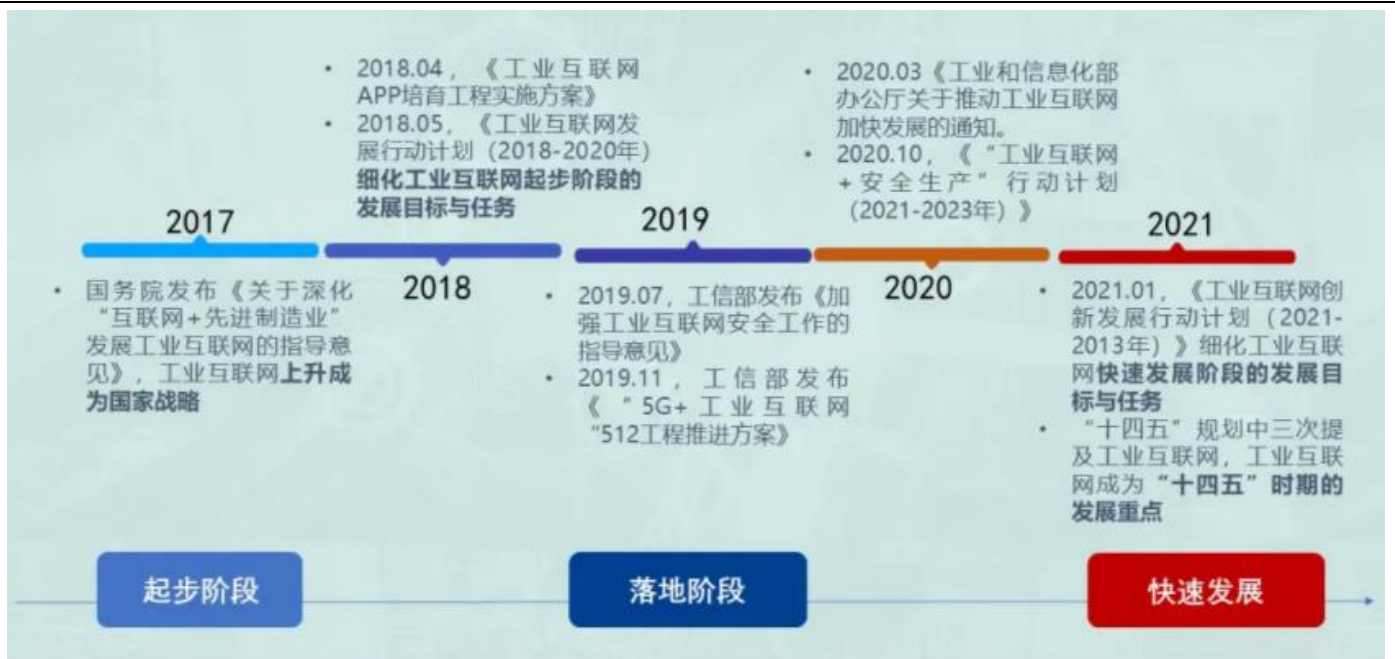 2017
国务院发布《关于深化
“互联网+先进制造业”
发展工业互联网的指导意
见》，工业互联网上升成
为国家战略
2018.04，《工业互联网
APP培育工程实施方案》
2018.05，《工业互联网发
展行动计划（2018-2020年）
细化工业互联网起步阶段的
发展目标与任务
2018
2019
2019.07，工信部发布《加
强工业互联网安全工作的
指导意见》
2019.11，工信部发布
《“5G+工业互联网
“512工程推进方案》
2020.03《工业和信息化部
办公厅关于推动工业互联网
加快发展的通知。
2020.10，《“工业互联网
+安全生产”行动计划
（2021-2023年）》
2020
2021
2021.01，《工业互联网创
新发展行动计划（2021-
2013年）》细化工业互联
网快速发展阶段的发展目
标与任务
“十四五”规划中三次提
及工业互联网，工业互联
网成为“十四五”时期的
发展重点
起步阶段
落地阶段
快速发展